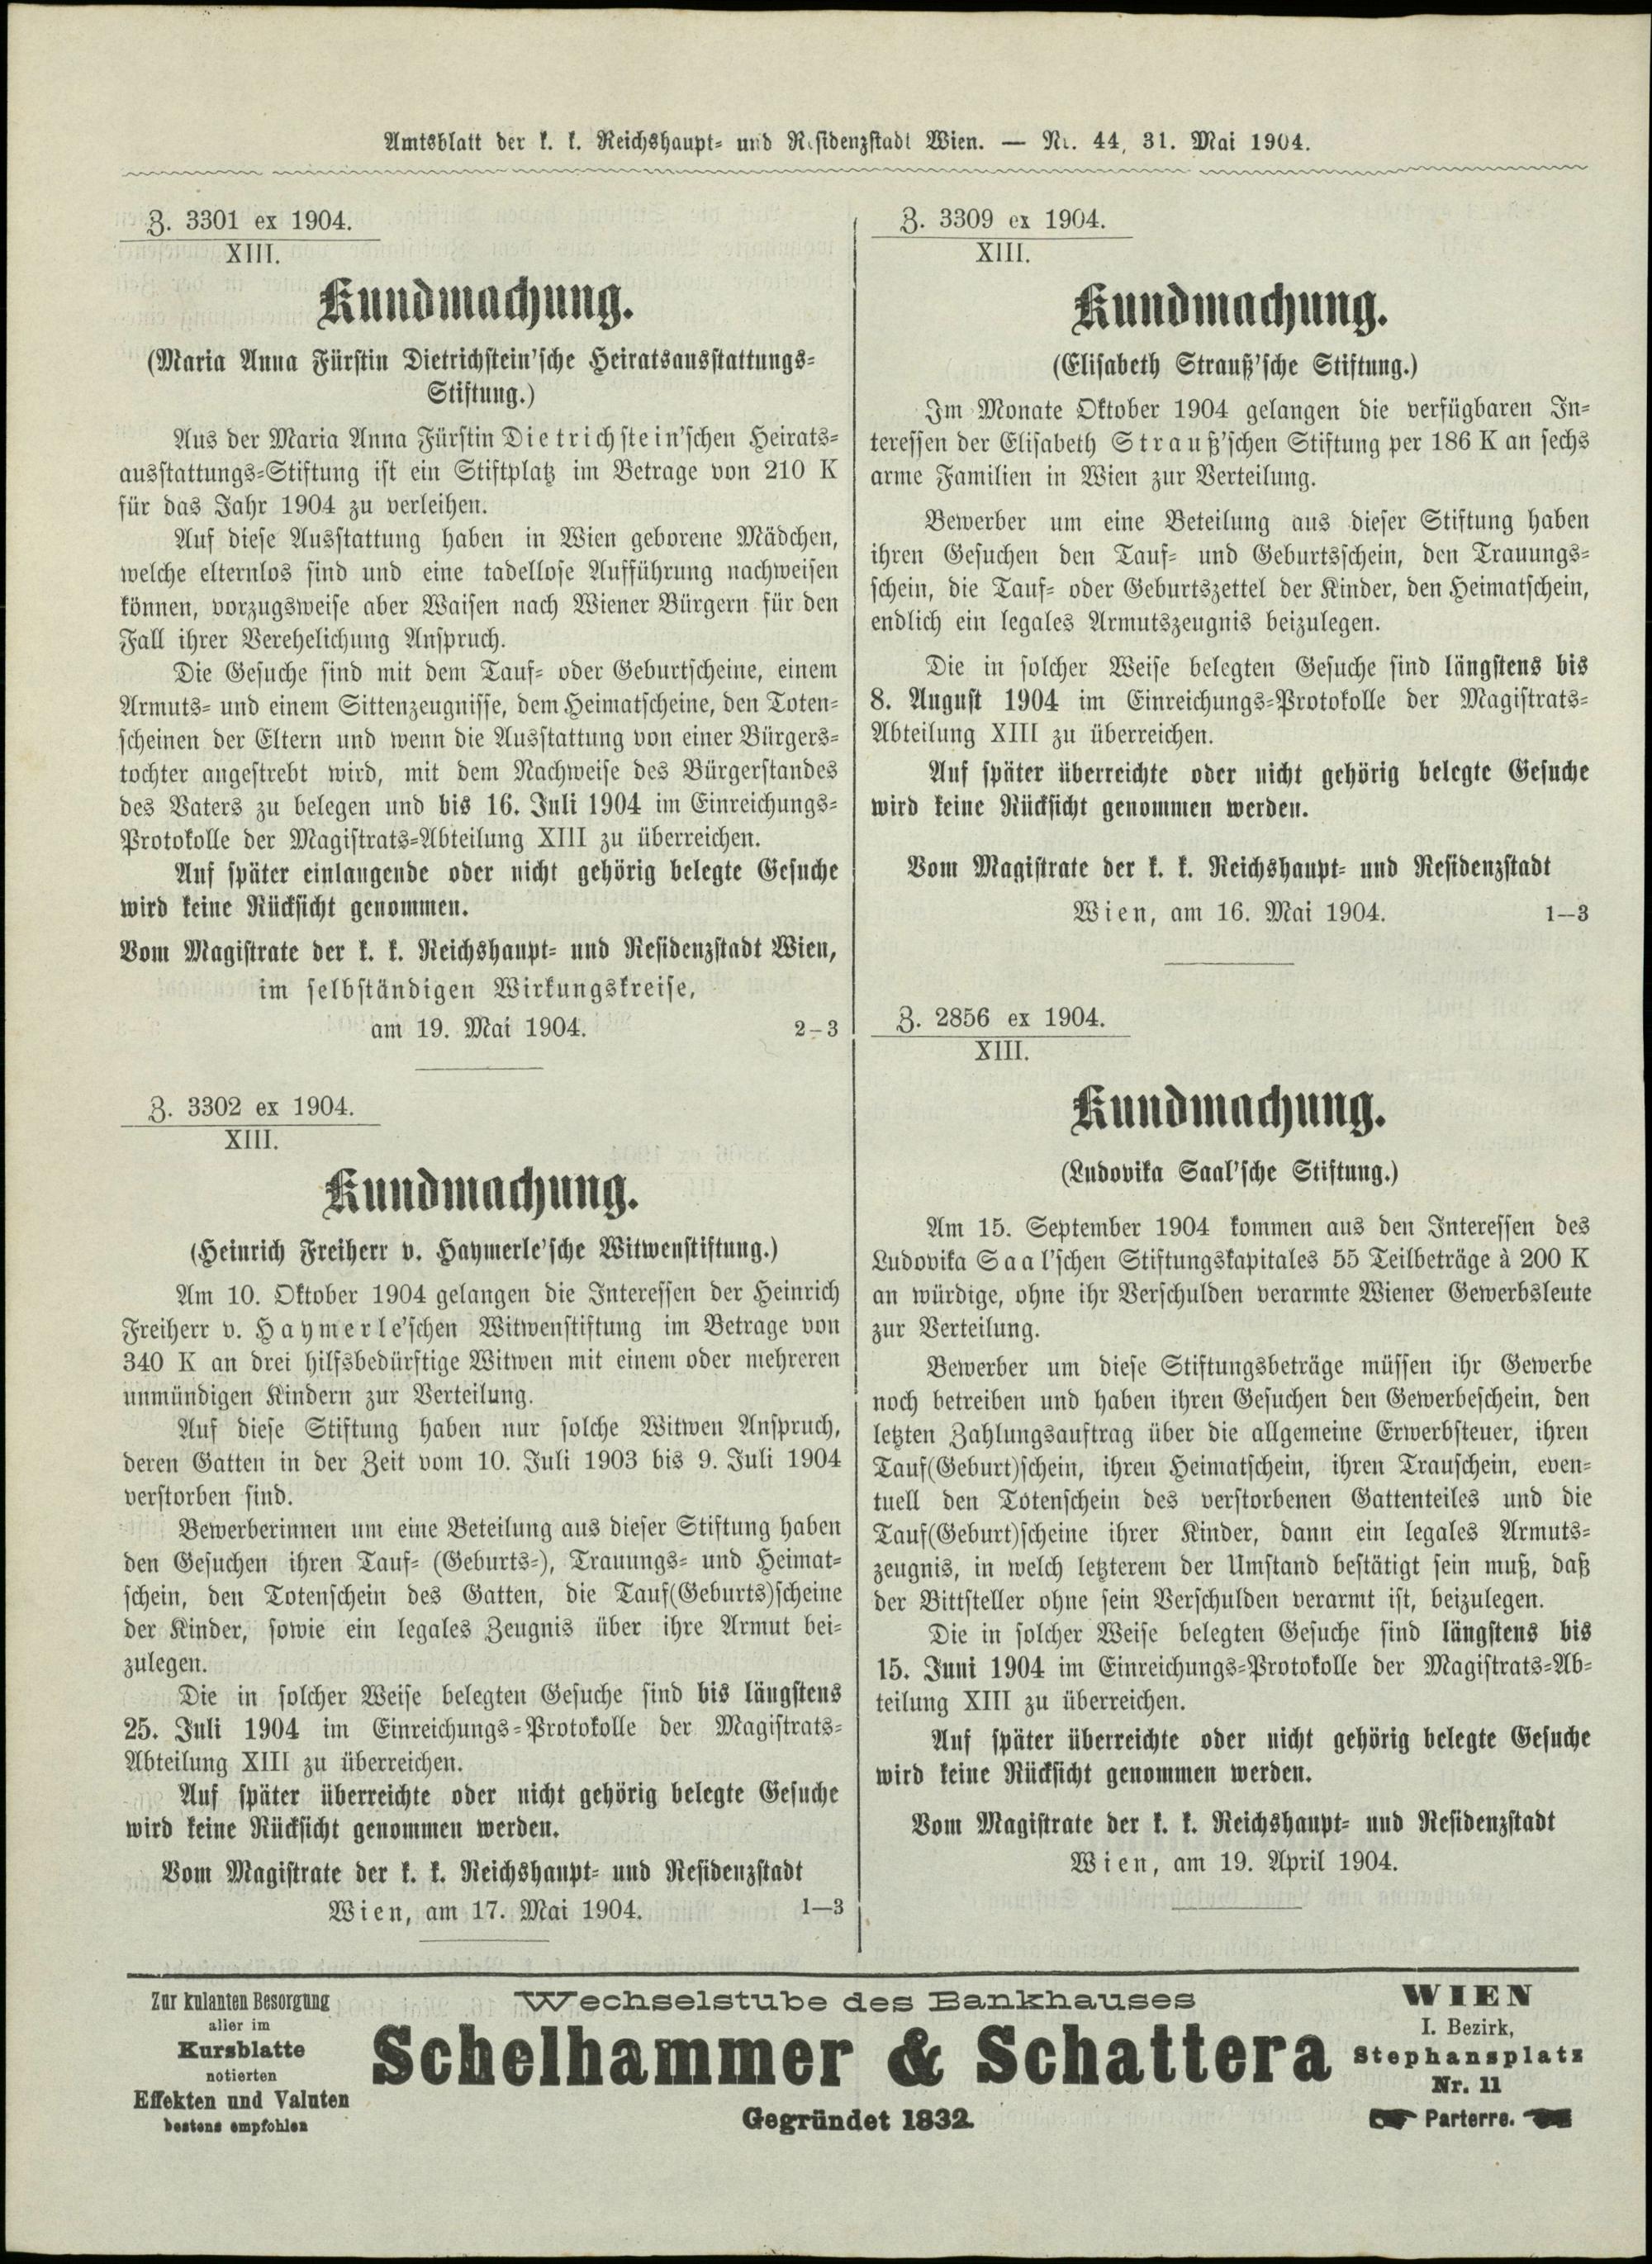 Amtsblatt der k. k. Reichshaupt- und Residenzstadt Wien. — Nr. 44, 31. Mai 1904.
Z. 3301 ex 1904.
XIII.
Kundmachung.
(Maria Anna Fürstin Dietrichstein'sche Heiratsausstattungs-
Stiftung.)
Aus der Maria Anna Fürstin Dietrichstein'schen Heirats-
ausstattungs-Stiftung ist ein Stiftplatz im Betrage von 210 K
für das Jahr 1904 zu verleihen.
Auf diese Ausstattung haben in Wien geborene Mädchen,
welche elternlos sind und eine tadellose Aufführung nachweisen
können, vorzugsweise aber Waisen nach Wiener Bürgern für den
Fall ihrer Verehelichung Anspruch.
Die Gesuche sind mit dem Tauf- oder Geburtscheine, einem
Armuts- und einem Sittenzeugnisse, dem Heimatscheine, den Toten-
scheinen der Eltern und wenn die Ausstattung von einer Bürgers-
tochter angestrebt wird, mit dem Nachweise des Bürgerstandes
des Vaters zu belegen und bis 16. Juli 1904 im Einreichungs-
Protokolle der Magistrats-Abteilung XIII zu überreichen.
Auf später einlangende oder nicht gehörig belegte Gesuche
wird keine Rücksicht genommen.
Vom Magistrate der k. k. Reichshaupt- und Residenzstadt Wien,
im selbständigen Wirkungskreise,
am 19. Mai 1904. 2–3
Z. 3302 ex 1904.
XIII.
Kundmachung.
(Heinrich Freiherr v. Haymerle'sche Witwenstiftung.)
Am 10. Oktober 1904 gelangen die Interessen der Heinrich
Freiherr v. Haymerle'schen Witwenstiftung im Betrage von
340 K an drei hilfsbedürftige Witwen mit einem oder mehreren
unmündigen Kindern zur Verteilung.
Auf diese Stiftung haben nur solche Witwen Anspruch,
deren Gatten in der Zeit vom 10. Juli 1903 bis 9. Juli 1904
verstorben sind.
Bewerberinnen um eine Beteilung aus dieser Stiftung haben
den Gesuchen ihren Tauf- (Geburts-), Trauungs- und Heimat-
schein, den Totenschein des Gatten, die Tauf(Geburts)scheine
der Kinder, sowie ein legales Zeugnis über ihre Armut bei-
zulegen.
Die in solcher Weise belegten Gesuche sind bis längstens
25. Juli 1904 im Einreichungs-Protokolle der Magistrats-
Abteilung XIII zu überreichen.
Auf später überreichte oder nicht gehörig belegte Gesuche
wird keine Rücksicht genommen werden.
Vom Magistrate der k. k. Reichshaupt- und Residenzstadt
Wien, am 17. Mai 1904. 1—3
Z. 3309 ex 1904.
XIII.
Kundmachung.
(Elisabeth Strauß'sche Stiftung.)
Im Monate Oktober 1904 gelangen die verfügbaren In-
teressen der Elisabeth Strauß'schen Stiftung per 186 K an sechs
arme Familien in Wien zur Verteilung.
Bewerber um eine Beteilung aus dieser Stiftung haben
ihren Gesuchen den Tauf- und Geburtsschein, den Trauungs-
schein, die Tauf- oder Geburtszettel der Kinder, den Heimatschein,
endlich ein legales Armutszeugnis beizulegen.
Die in solcher Weise belegten Gesuche sind längstens bis
8. August 1904 im Einreichungs-Protokolle der Magistrats-
Abteilung XIII zu überreichen.
Auf später überreichte oder nicht gehörig belegte Gesuche
wird keine Rücksicht genommen werden.
Vom Magistrate der k. k. Reichshaupt- und Residenzstadt
Wien, am 16. Mai 1904. 1—3
Z. 2856 ex 1904.
XIII.
Kundmachung.
(Ludovika Saal'sche Stiftung.)
Am 15. September 1904 kommen aus den Interessen des
Ludovika Saal'schen Stiftungskapitales 55 Teilbeträge à 200 K
an würdige, ohne ihr Verschulden verarmte Wiener Gewerbsleute
zur Verteilung.
Bewerber um diese Stiftungsbeträge müssen ihr Gewerbe
noch betreiben und haben ihren Gesuchen den Gewerbeschein, den
letzten Zahlungsauftrag über die allgemeine Erwerbsteuer, ihren
Tauf(Geburt)schein, ihren Heimatschein, ihren Trauschein, even-
tuell den Totenschein des verstorbenen Gattenteiles und die
Tauf(Geburt)scheine ihrer Kinder, dann ein legales Armuts-
zeugnis, in welch letzterem der Umstand bestätigt sein muß, daß
der Bittsteller ohne sein Verschulden verarmt ist, beizulegen.
Die in solcher Weise belegten Gesuche sind längstens bis
15. Juni 1904 im Einreichungs-Protokolle der Magistrats-Ab-
teilung XIII zu überreichen.
Auf später überreichte oder nicht gehörig belegte Gesuche
wird keine Rücksicht genommen werden.
Vom Magistrate der k. k. Reichshaupt- und Residenzstadt
Wien, am 19. April 1904.
Zur kulanten Besorgung
aller im
Kursblatte
notierten
Effekten und Valuten
bestens empfohlen
Wechselstube des Bankhauses
Schelhammer & Schattera
Gegründet 1832.
WIEN
I. Bezirk,
Stephansplatz
Nr. 11
Parterre.